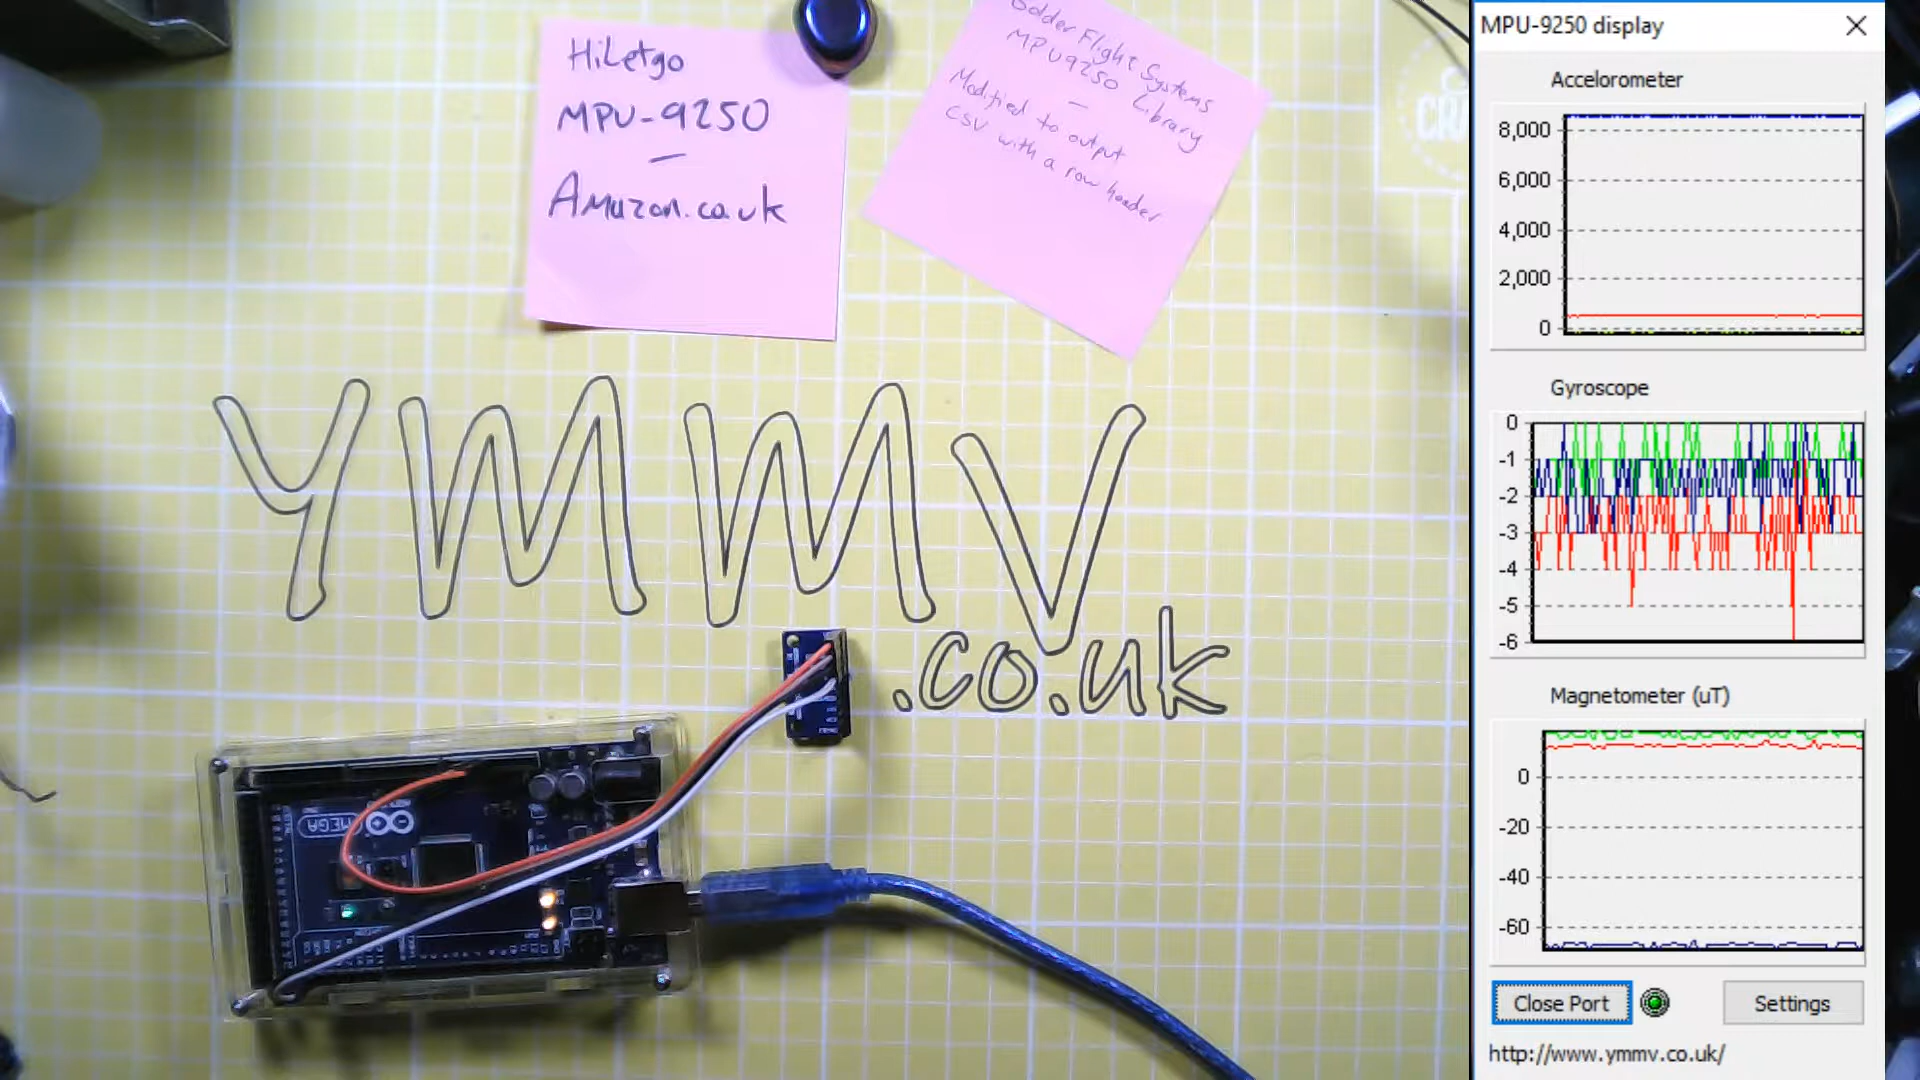 HiLetgo
MPU-9250
—
Amazon.co.uk
Bolder Flight Systems
MPU9250 Library
—
Modified to output
CSV with a row header
YMMV
.co.uk
MEGA
MPU-9250 display
Accelorometer
8,000
6,000
4,000
2,000
0
Gyroscope
0
-1
-2
-3
-4
-5
-6
Magnetometer (uT)
0
-20
-40
-60
Close Port
Settings
http://www.ymmv.co.uk/